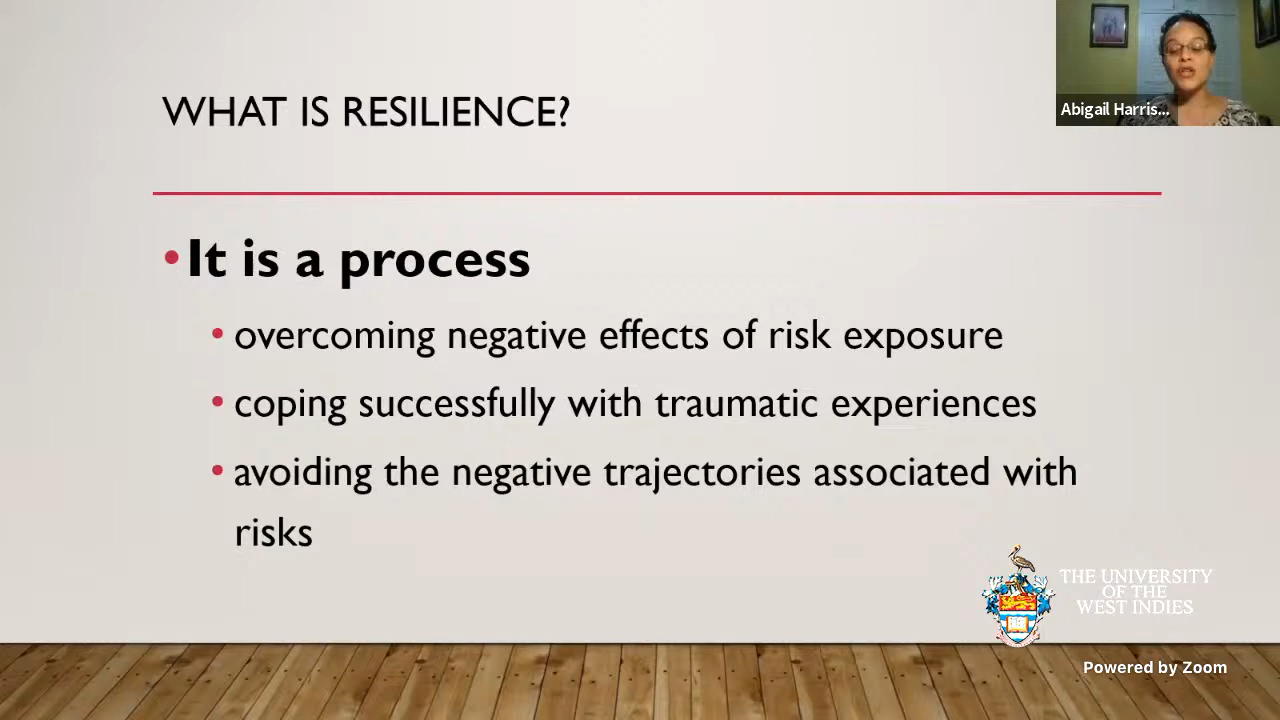 WHAT IS RESILIENCE?
Abigail Harris...
•It is a process
• overcoming negative effects of risk exposure
• coping successfully with traumatic experiences
• avoiding the negative trajectories associated with
risks
THE UNIVERSITY
OF THE
WEST INDIES
Powered by Zoom